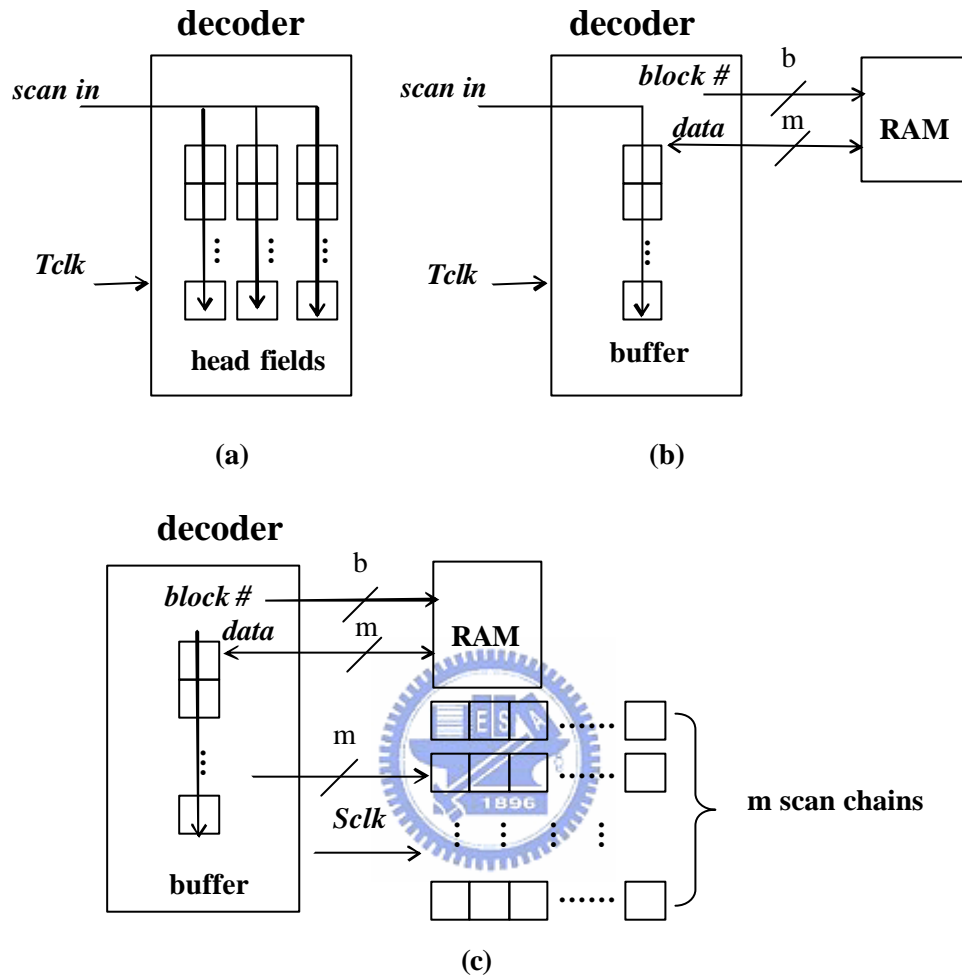 decoder
scan in
Tclk
head fields
(a)
decoder
scan in
block #
b
data
m
RAM
Tclk
buffer
(b)
decoder
block #
b
data
m
RAM
E S A
m
1896
Sclk
m scan chains
buffer
(c)